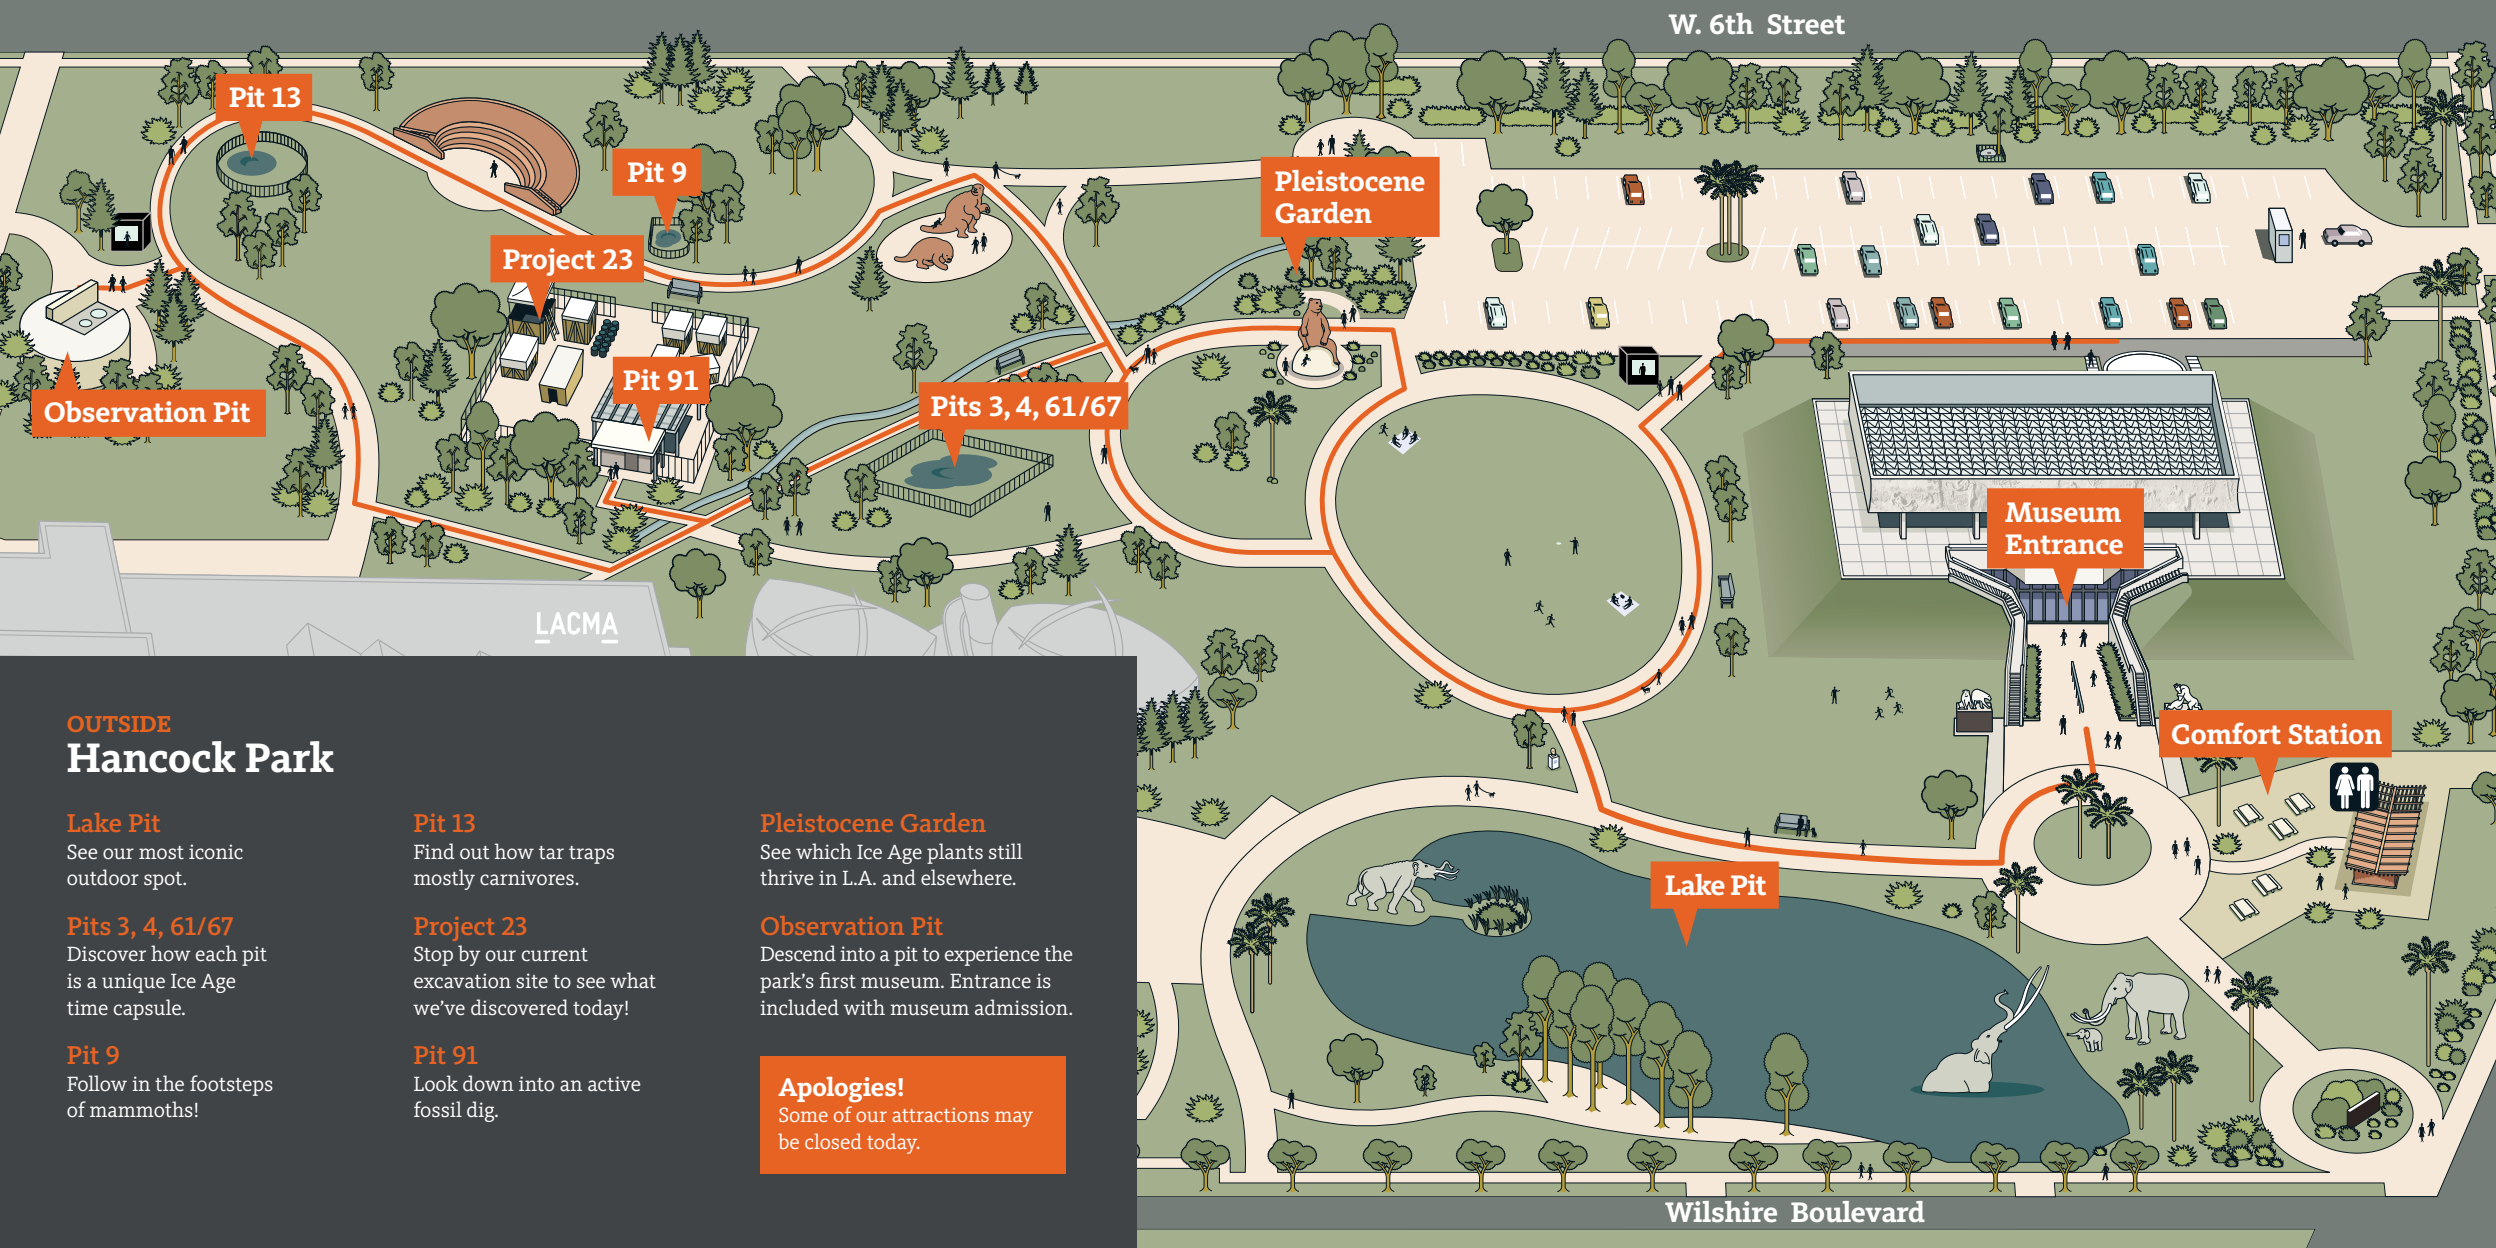 W. 6th Street
Pit 13
Pit 9
Pleistocene
Garden
Project 23
Pit 91
Pits 3, 4, 61/67
Observation Pit
Museum
Entrance
LACMA
Comfort Station
Lake Pit
Wilshire Boulevard
OUTSIDE
Hancock Park
Lake Pit
See our most iconic
outdoor spot.
Pits 3, 4, 61/67
Discover how each pit
is a unique Ice Age
time capsule.
Pit 9
Follow in the footsteps
of mammoths!
Pit 13
Find out how tar traps
mostly carnivores.
Project 23
Stop by our current
excavation site to see what
we’ve discovered today!
Pit 91
Look down into an active
fossil dig.
Pleistocene Garden
See which Ice Age plants still
thrive in L.A. and elsewhere.
Observation Pit
Descend into a pit to experience the
park’s first museum. Entrance is
included with museum admission.
Apologies!
Some of our attractions may
be closed today.